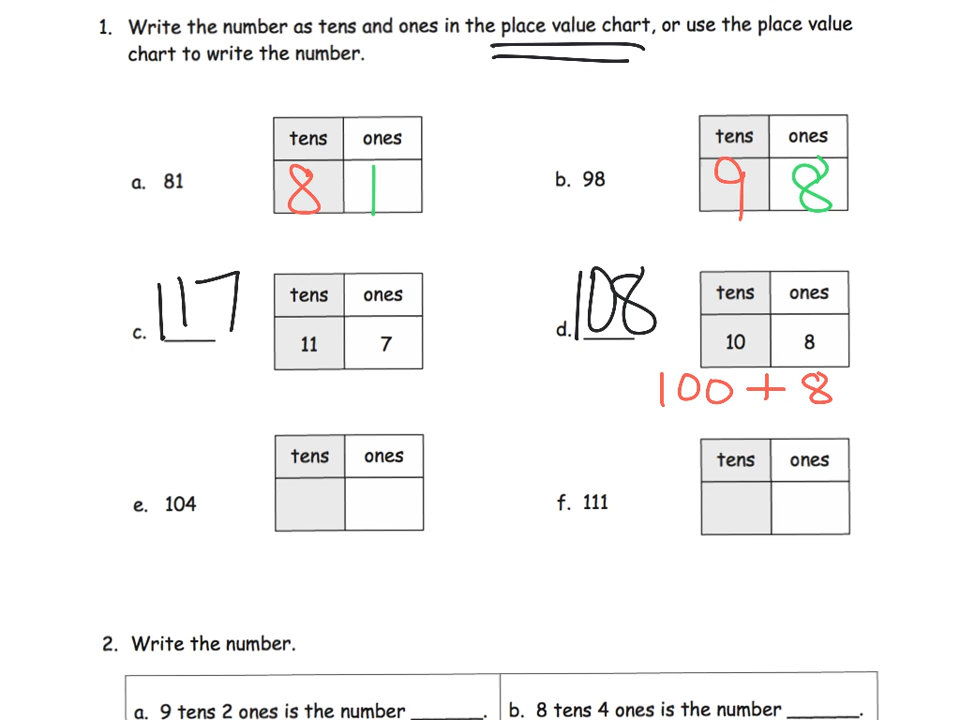 1. Write the number as tens and ones in the place value chart, or use the place value
chart to write the number.
tens ones
a. 81 8 1
tens ones
b. 98 9 8
tens ones
c. 117 11 7
tens ones
d. 108 10 8
100 + 8
tens ones
e. 104
tens ones
f. 111
2. Write the number.
a. 9 tens 2 ones is the number ______.
b. 8 tens 4 ones is the number ______.